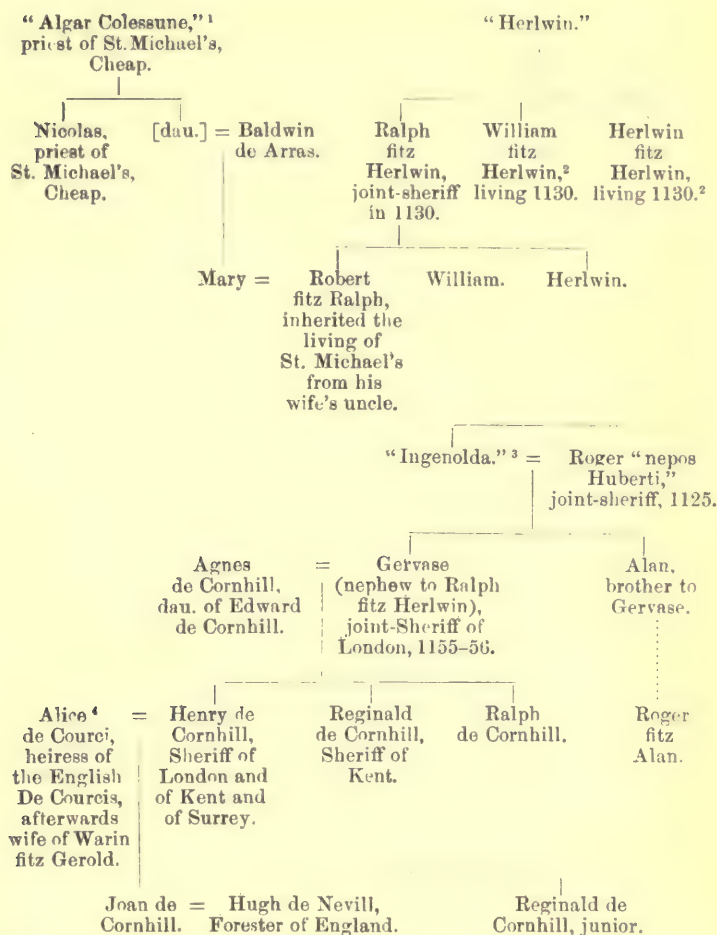 "Algar Colessune," 1
priest of St. Michael's,
Cheap.
"Herlwin."
Nicolas,
priest of
St. Michael's,
Cheap.
[dau.] = Baldwin
de Arras.
Ralph
fitz
Herlwin,
joint-sheriff
in 1130.
William
fitz
Herlwin,2
living 1130.
Herlwin
fitz
Herlwin,
living 1130.2
Mary = Robert
fitz Ralph,
inherited the
living of
St. Michael's
from his
wife's uncle.
William.
Herlwin.
"Ingenolda." 3 = Roger "nepos
Huberti,"
joint-sheriff, 1125.
Agnes
de Cornhill,
dau. of Edward
de Cornhill.
=
Gervase
(nephew to Ralph
fitz Herlwin),
joint-Sheriff of
London, 1155-56.
Alan,
brother to
Gervase.
Alice 4
de Courci,
heiress of
the English
De Courcis,
afterwards
wife of Warin
fitz Gerold.
=
Henry de
Cornhill,
Sheriff of
London and
of Kent and
of Surrey.
Reginald
de Cornhill,
Sheriff of
Kent.
Ralph
de Cornhill.
Roger
fitz
Alan.
Joan de = Hugh de Nevill,
Cornhill. Forester of England.
Reginald de
Cornhill, junior.